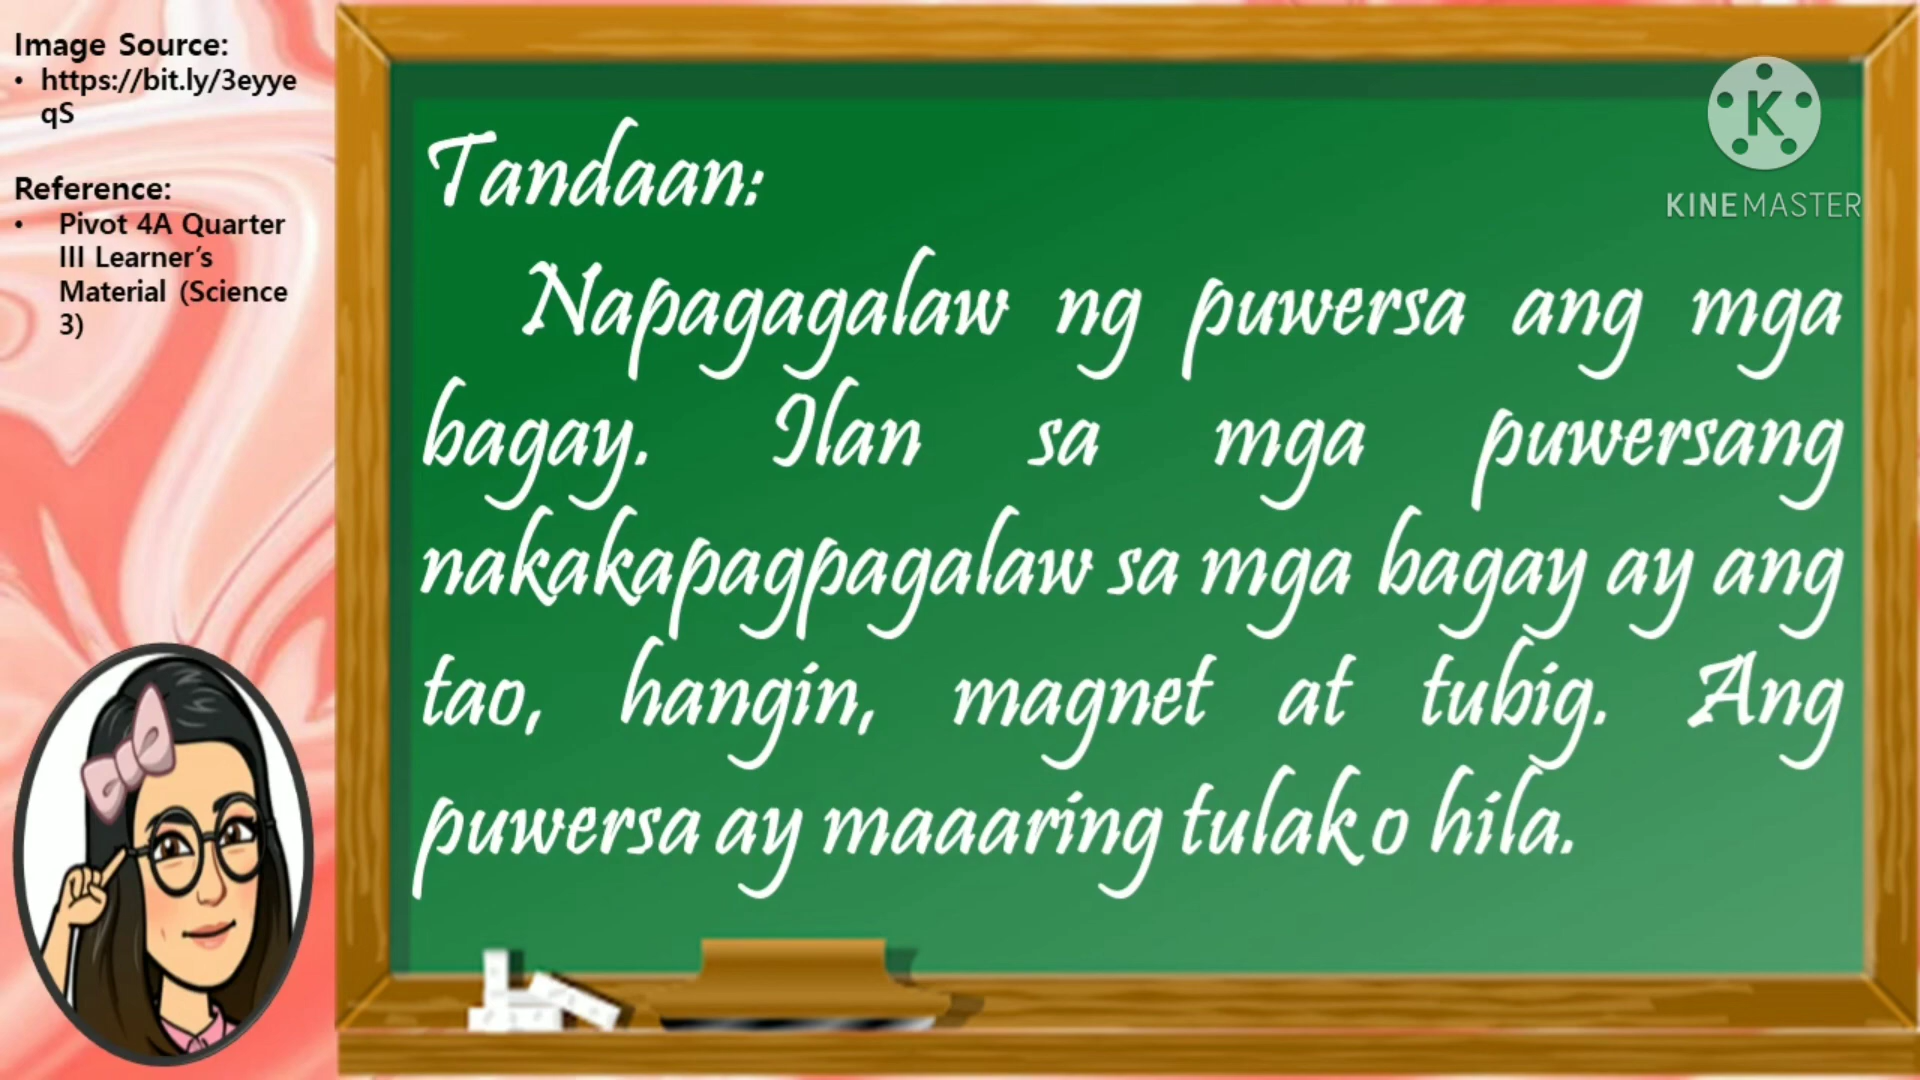 Image Source:
• https://bit.ly/3eyye
qS
Reference:
• Pivot 4A Quarter
III Learner's
Material (Science
3)
Tandaan:
Napagagalaw ng puwersa ang mga
bagay. Ilan sa mga puwersang
nakakapagpagalaw sa mga bagay ay ang
tao, hangin, magnet at tubig. Ang
puwersa ay maaaring tulak o hila.
K
KINEMASTER